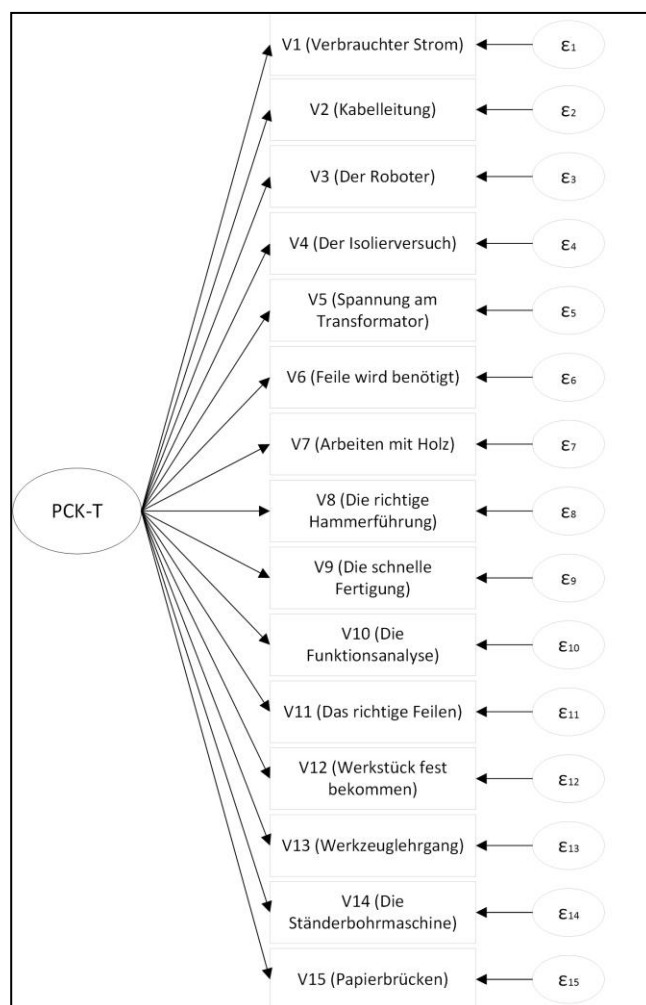 V1 (Verbrauchter Strom)
ε1
V2 (Kabelleitung)
ε2
V3 (Der Roboter)
ε3
V4 (Der Isolierversuch)
ε4
V5 (Spannung am
Transformator)
ε5
V6 (Feile wird benötigt)
ε6
V7 (Arbeiten mit Holz)
ε7
PCK-T
V8 (Die richtige
Hammerführung)
ε8
V9 (Die schnelle
Fertigung)
ε9
V10 (Die
Funktionsanalyse)
ε10
V11 (Das richtige Feilen)
ε11
V12 (Werkstück fest
bekommen)
ε12
V13 (Werkzeuglehrgang)
ε13
V14 (Die
Ständerbohrmaschine)
ε14
V15 (Papierbrücken)
ε15